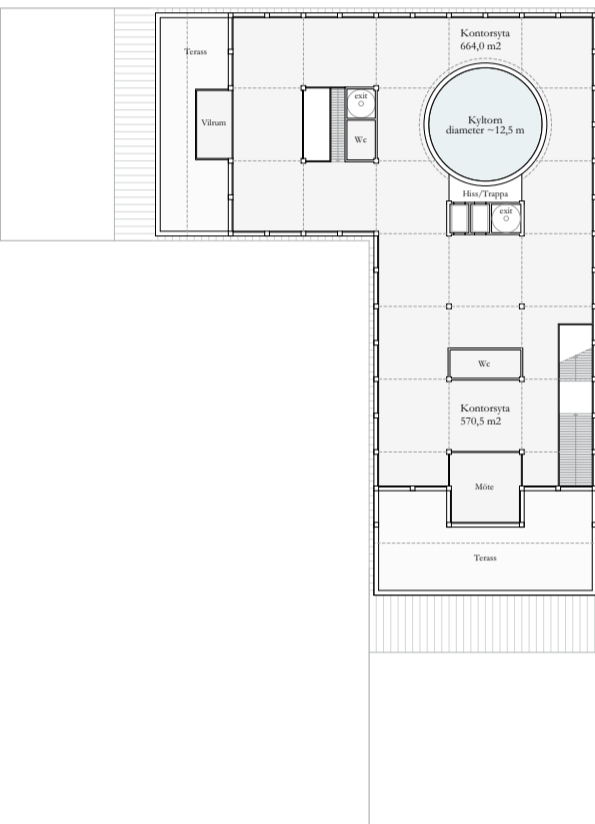 Kontorsyta
664,0 m2
Terass
exit
Vilrum
Kyltorn
diameter ~12,5 m
Wc
Hiss/Trappa
exit
Wc
Kontorsyta
570,5 m2
Möte
Terass